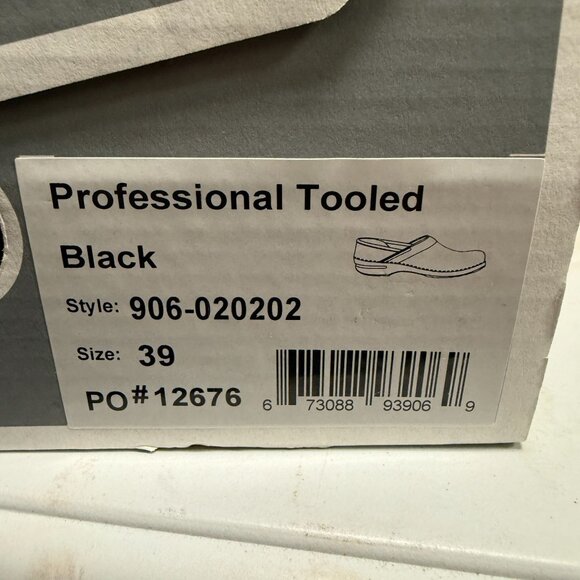 Professional Tooled
Black
Style: 906-020202
Size: 39
PO#12676
6 73088 93906 9